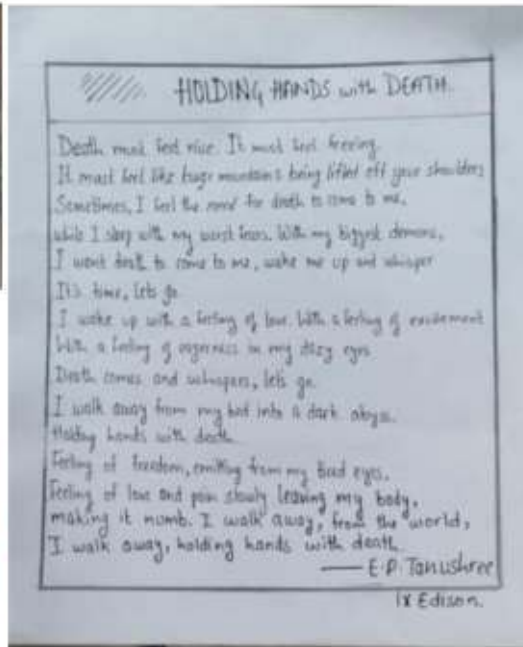 HOLDING HANDS with DEATH.
Death must feel nice. It must feel freeing.
It must feel like huge mountains being lifted off your shoulders
Sometimes, I feel the need for death to come to me,
while I sleep with my worst fears. With my biggest demons,
I want death to come to me, wake me up and whisper
It's time, lets go
I wake up with a feeling of love. With a feeling of excitement
With a feeling of eagerness in my dizy eyes
Death comes and whispers, lets go.
I walk away from my bed into a dark abyss.
Holding hands with death
Feeling of freedom, emitting from my dead eyes.
Feeling of love and pain slowly leaving my body,
making it numb. I walk away, from the world,
I walk away, holding hands with death.
— E.P. Tanushree
IX Edison.